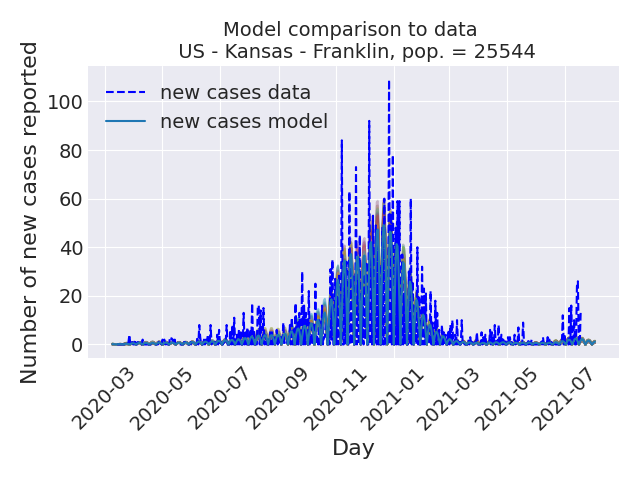 Model comparison to data
US - Kansas - Franklin, pop. = 25544
new cases data
new cases model
Number of new cases reported
100
80
60
40
20
0
2020-03
2020-05
2020-07
2020-09
2020-11
2021-01
2021-03
2021-05
2021-07
Day